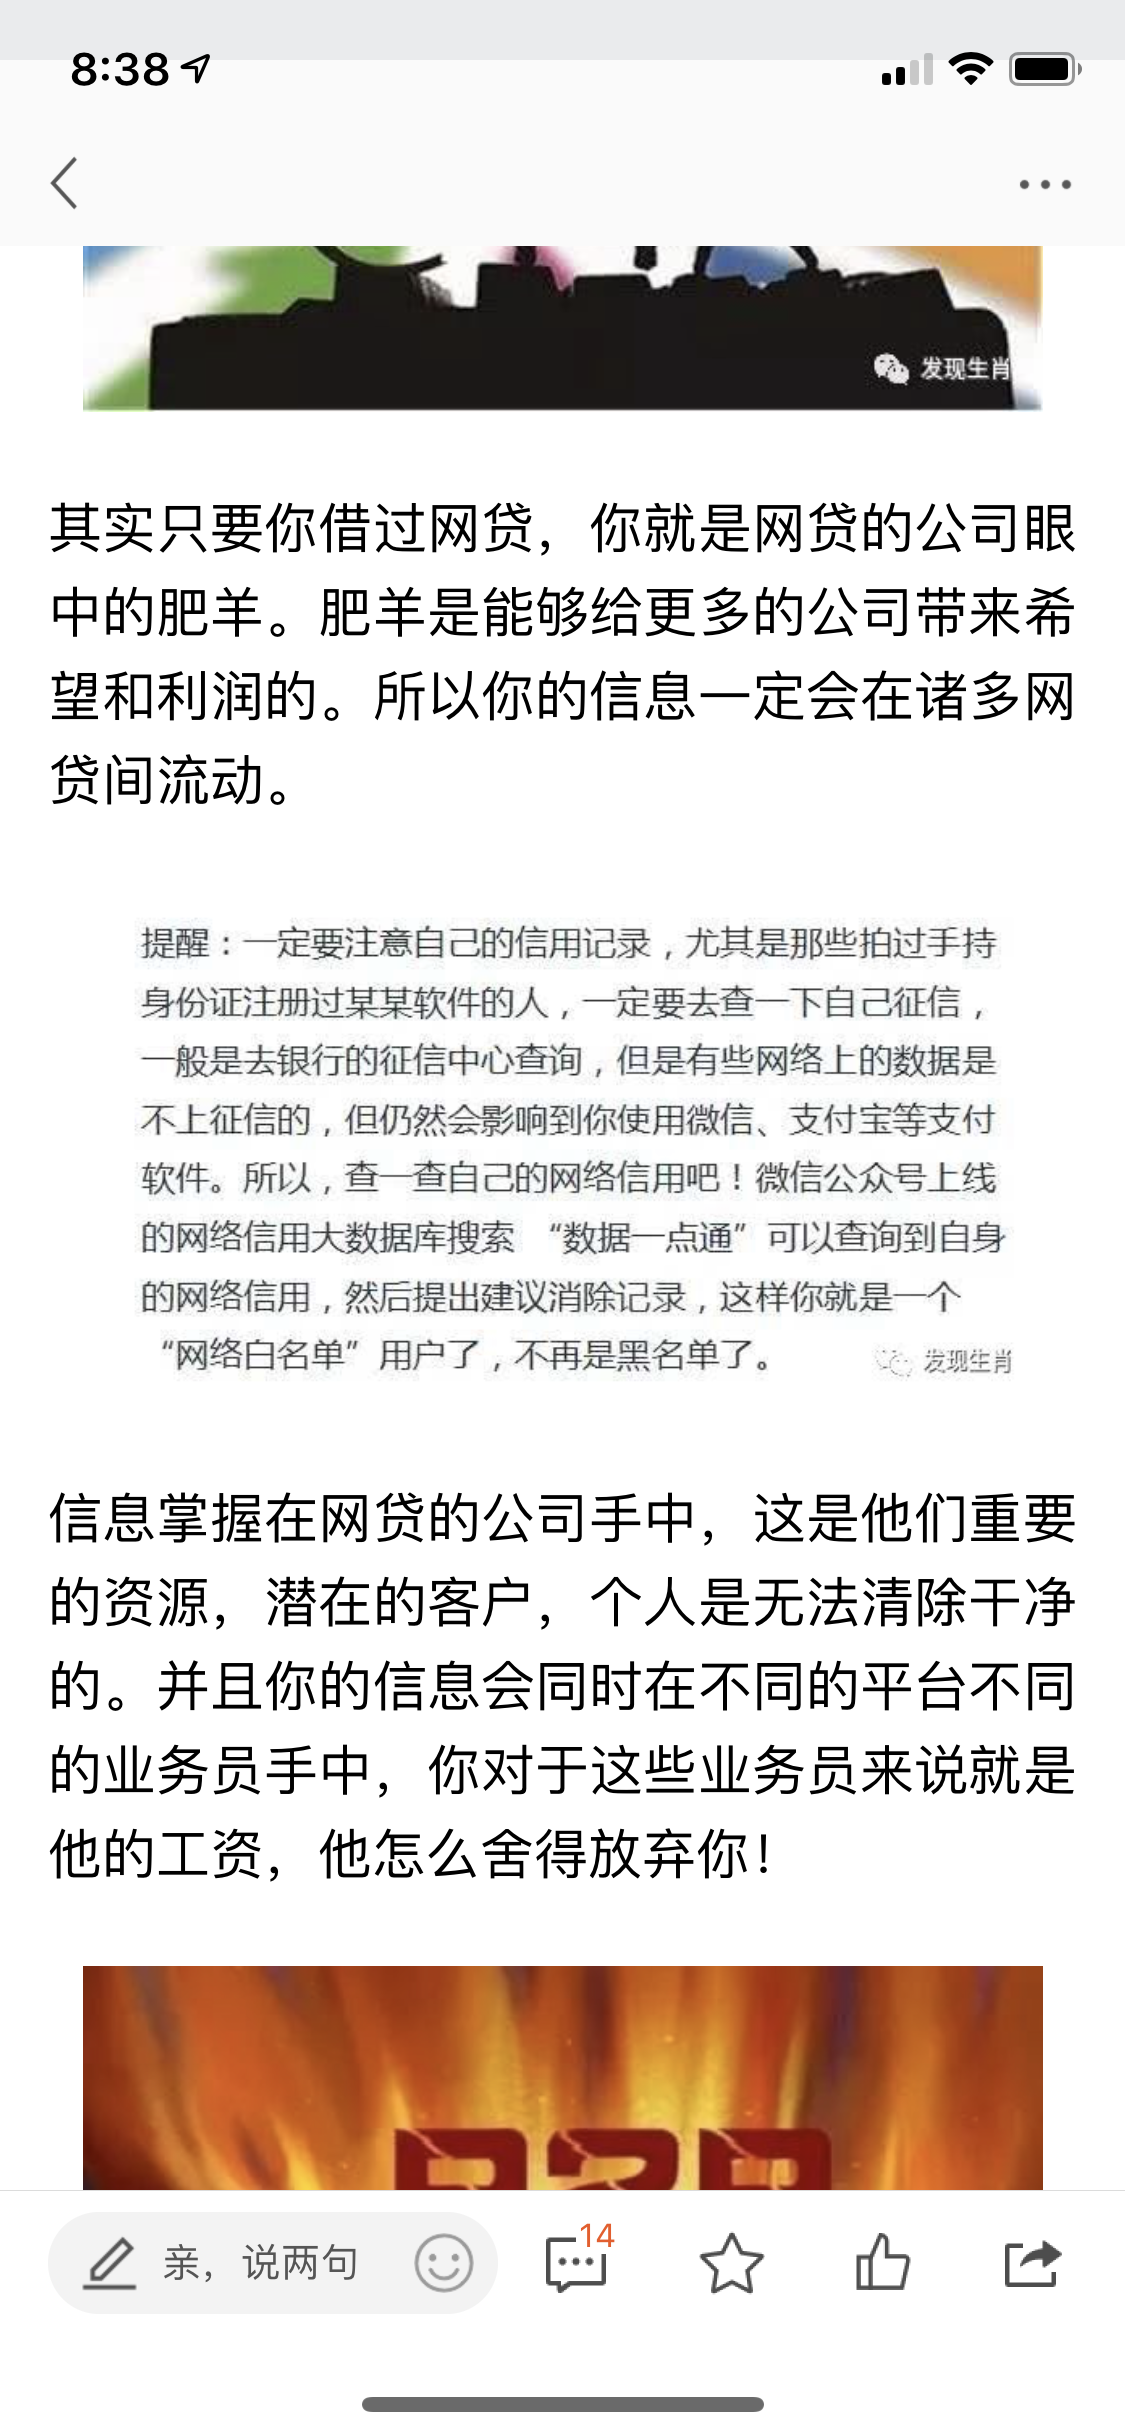 8:38
发现生肖
其实只要你借过网贷，你就是网贷的公司眼
中的肥羊。肥羊是能够给更多的公司带来希
望和利润的。所以你的信息一定会在诸多网
贷间流动。
提醒：一定要注意自己的信用记录，尤其是那些拍过手持
身份证注册过某某软件的人，一定要去查一下自己征信，
一般是去银行的征信中心查询，但是有些网络上的数据是
不上征信的，但仍然会影响到你使用微信、支付宝等支付
软件。所以，查一查自己的网络信用吧！微信公众号上线
的网络信用大数据库搜索 “数据一点通” 可以查询到自身
的网络信用，然后提出建议消除记录，这样你就是一个
“网络白名单” 用户了，不再是黑名单了。
发现生肖
信息掌握在网贷的公司手中，这是他们重要
的资源，潜在的客户，个人是无法清除干净
的。并且你的信息会同时在不同的平台不同
的业务员手中，你对于这些业务员来说就是
他的工资，他怎么舍得放弃你！
亲，说两句
14